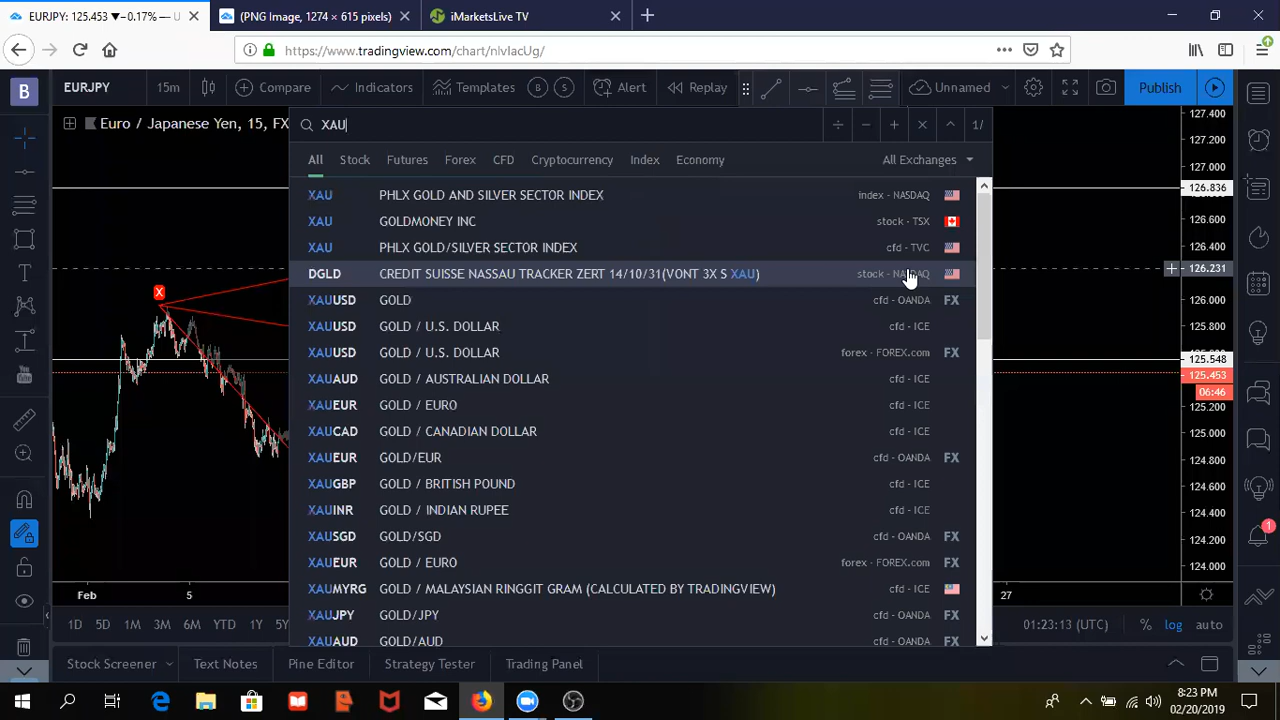 EURJPY: 125.453 ▼−0.17% — U
(PNG Image, 1274 × 615 pixels)
iMarketsLive TV
https://www.tradingview.com/chart/nIvIacUg/
B
EURJPY
15m
Compare
Indicators
Templates
B
S
Alert
Replay
Unnamed
Publish
Euro / Japanese Yen, 15, FX
XAU
÷ − + × ^ 1/
All
Stock
Futures
Forex
CFD
Cryptocurrency
Index
Economy
All Exchanges
XAU PHLX GOLD AND SILVER SECTOR INDEX index - NASDAQ
XAU GOLDMONEY INC stock - TSX
XAU PHLX GOLD/SILVER SECTOR INDEX cfd - TVC
DGLD CREDIT SUISSE NASSAU TRACKER ZERT 14/10/31(VONT 3X S XAU) stock - NASDAQ
XAUUSD GOLD cfd - OANDA FX
XAUUSD GOLD / U.S. DOLLAR cfd - ICE
XAUUSD GOLD / U.S. DOLLAR forex - FOREX.com FX
XAUAUD GOLD / AUSTRALIAN DOLLAR cfd - ICE
XAUEUR GOLD / EURO cfd - ICE
XAUCAD GOLD / CANADIAN DOLLAR cfd - ICE
XAUEUR GOLD/EUR cfd - OANDA FX
XAUGBP GOLD / BRITISH POUND cfd - ICE
XAUINR GOLD / INDIAN RUPEE cfd - ICE
XAUSGD GOLD/SGD cfd - OANDA FX
XAUEUR GOLD / EURO forex - FOREX.com FX
XAUMYRG GOLD / MALAYSIAN RINGGIT GRAM (CALCULATED BY TRADINGVIEW) cfd - ICE
XAUJPY GOLD/JPY cfd - OANDA FX
XAUAUD GOLD/AUD cfd - OANDA FX
X
127.400
127.200
127.000
126.836
126.600
126.400
126.231
126.000
125.800
125.548
125.453
06:46
125.200
125.000
124.800
124.600
124.400
124.200
124.000
Feb
5
27
1D
5D
1M
3M
6M
YTD
1Y
5Y
01:23:13 (UTC)
%
log
auto
1
Stock Screener
Text Notes
Pine Editor
Strategy Tester
Trading Panel
8:23 PM
02/20/2019